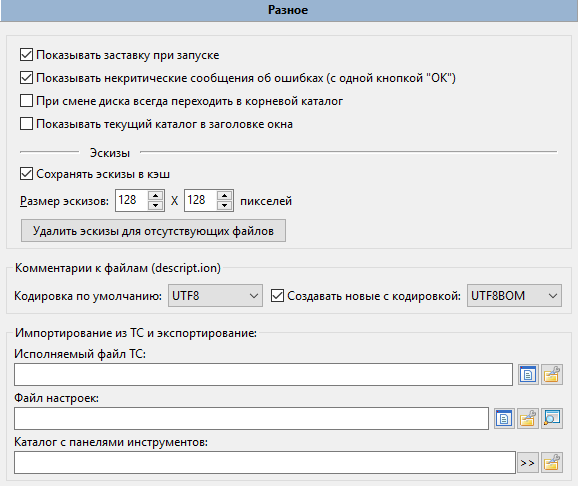 Разное
Показывать заставку при запуске
Показывать некритические сообщения об ошибках (с одной кнопкой "ОК")
При смене диска всегда переходить в корневой каталог
Показывать текущий каталог в заголовке окна
Эскизы
Сохранять эскизы в кэш
Размер эскизов: 128 X 128 пикселей
Удалить эскизы для отсутствующих файлов
Комментарии к файлам (descript.ion)
Кодировка по умолчанию: UTF8 Создавать новые с кодировкой: UTF8BOM
Импортирование из TC и экспортирование:
Исполняемый файл TC:
Файл настроек:
Каталог с панелями инструментов:
>>